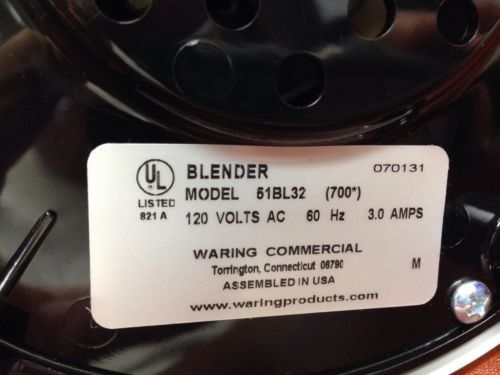 UL BLENDER 070131
LISTED MODEL 51BL32 (700*)
821 A 120 VOLTS AC 60 Hz 3.0 AMPS
WARING COMMERCIAL
Torrington, Connecticut 06790 M
ASSEMBLED IN USA
www.waringproducts.com